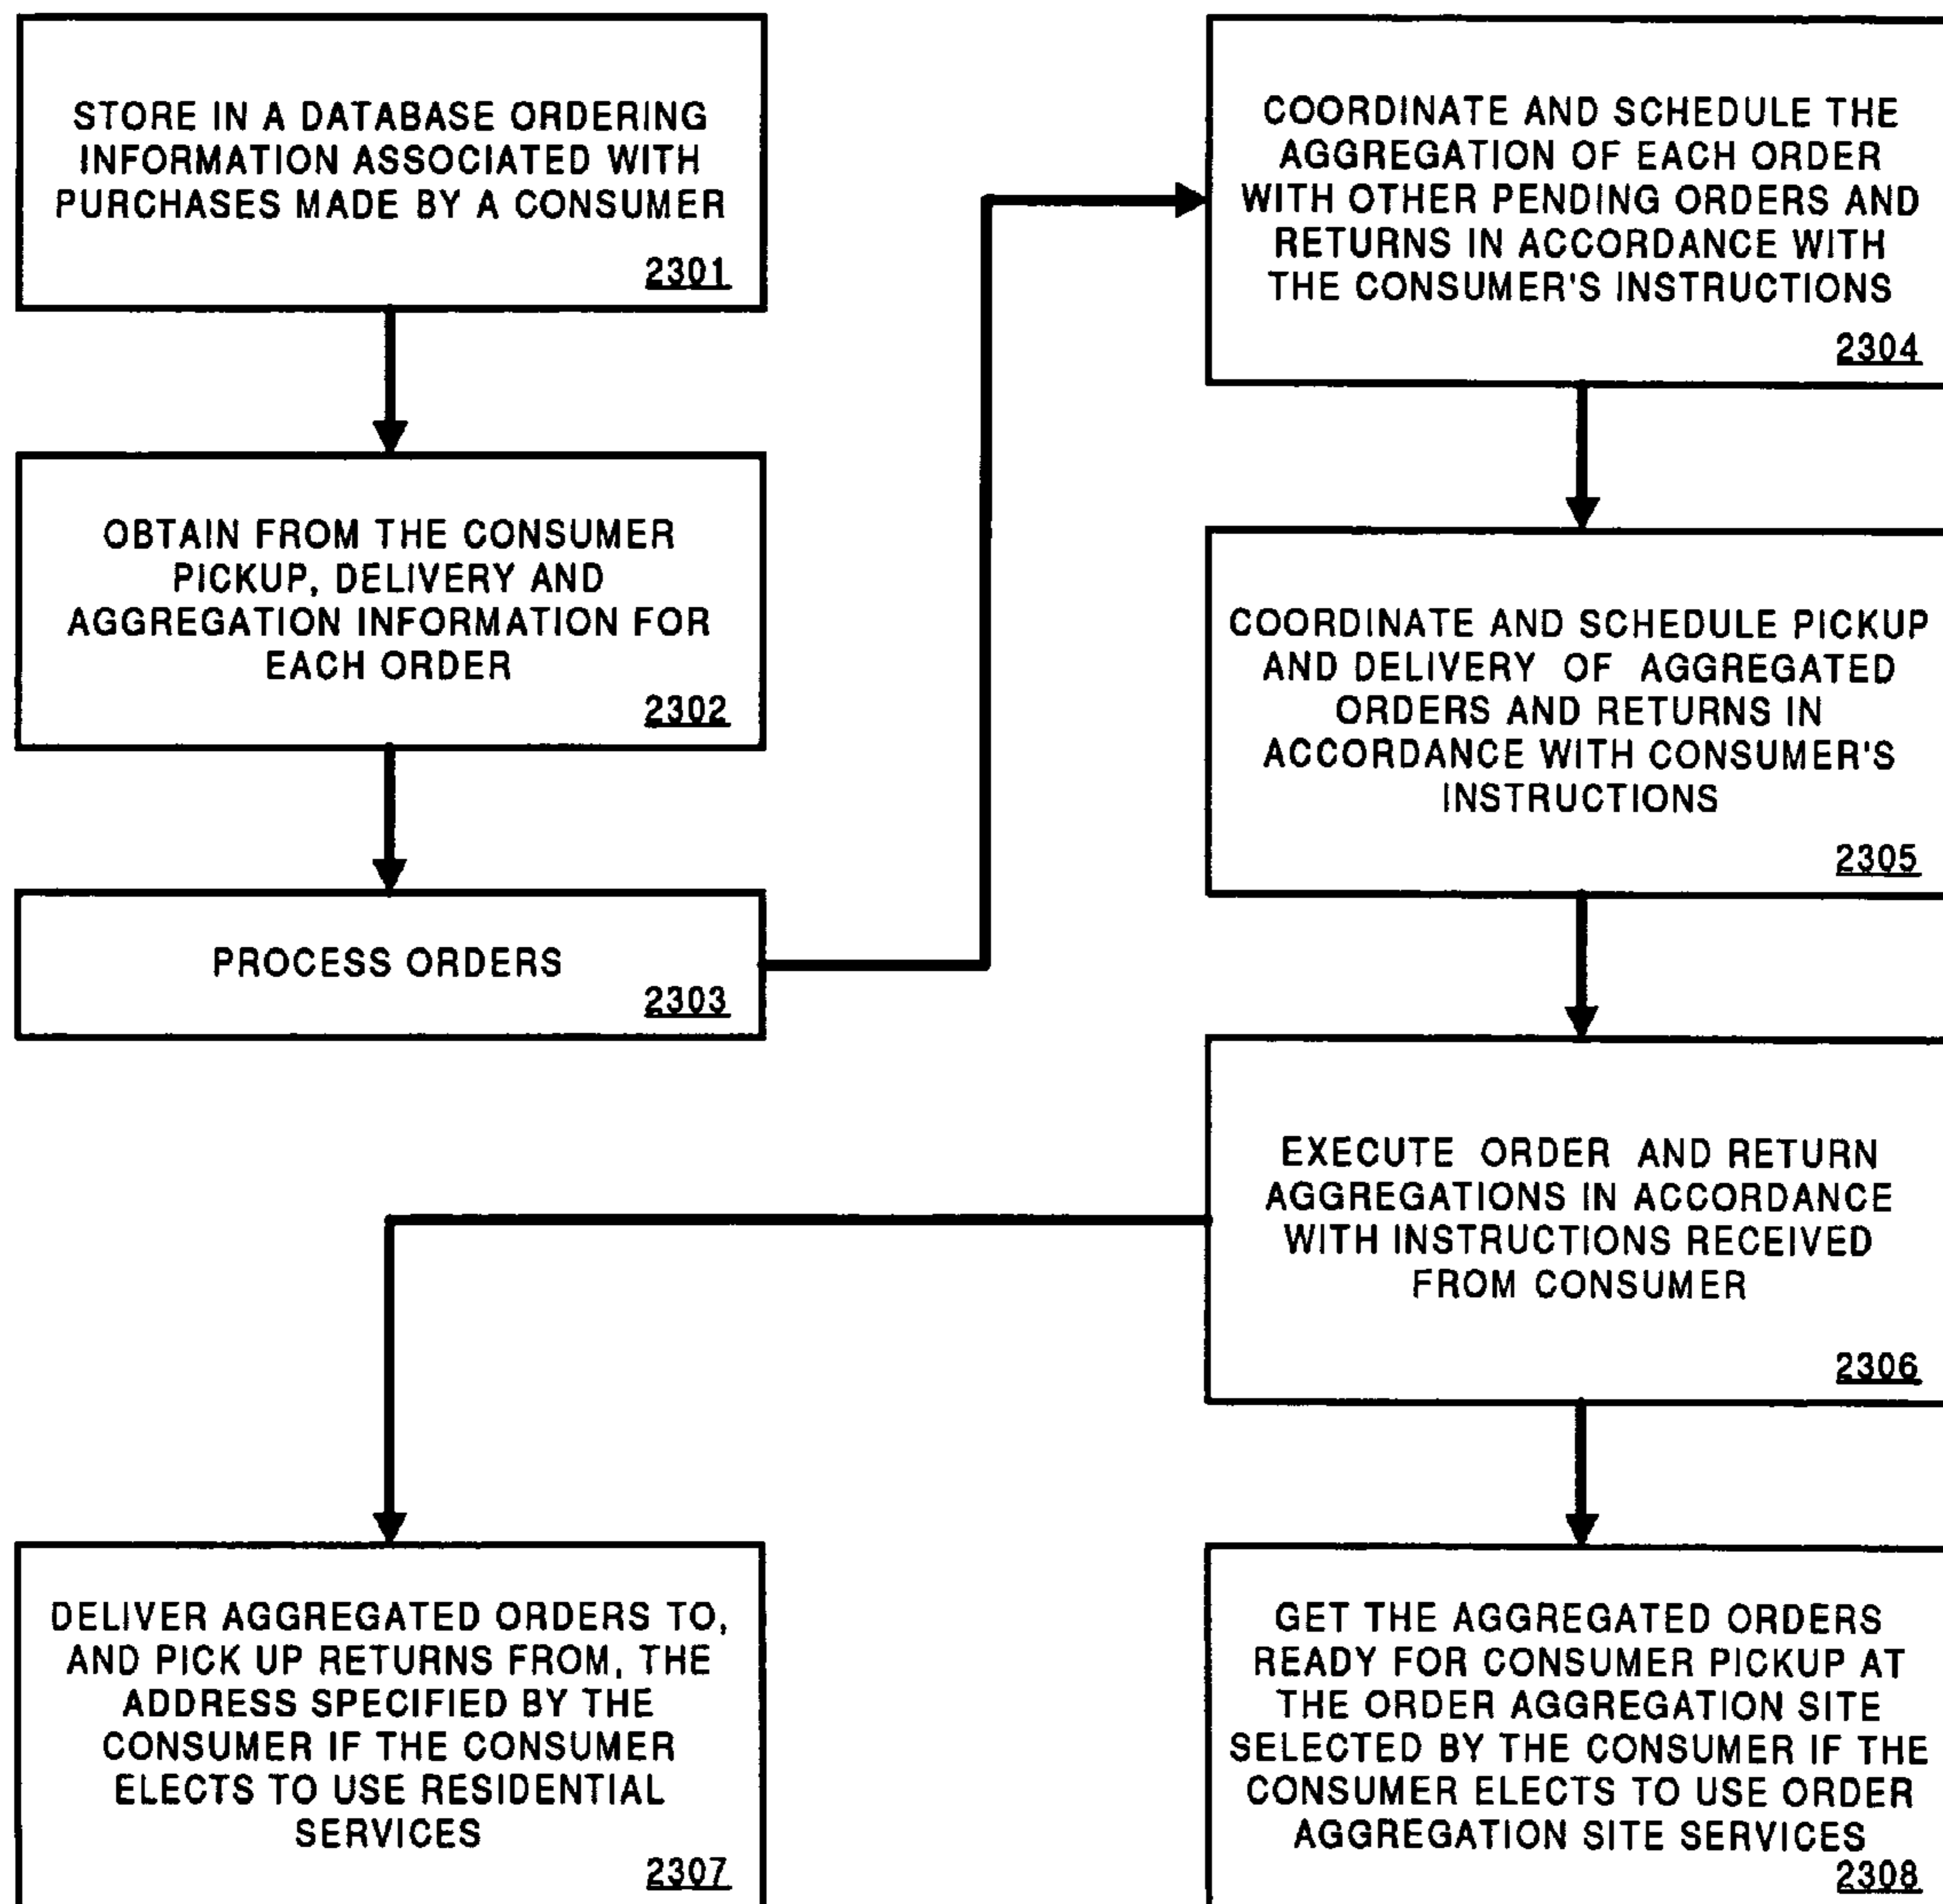 STORE IN A DATABASE ORDERING
INFORMATION ASSOCIATED WITH
PURCHASES MADE BY A CONSUMER
2301
OBTAIN FROM THE CONSUMER
PICKUP, DELIVERY AND
AGGREGATION INFORMATION FOR
EACH ORDER
2302
PROCESS ORDERS
2303
COORDINATE AND SCHEDULE THE
AGGREGATION OF EACH ORDER
WITH OTHER PENDING ORDERS AND
RETURNS IN ACCORDANCE WITH
THE CONSUMER'S INSTRUCTIONS
2304
COORDINATE AND SCHEDULE PICKUP
AND DELIVERY OF AGGREGATED
ORDERS AND RETURNS IN
ACCORDANCE WITH CONSUMER'S
INSTRUCTIONS
2305
EXECUTE ORDER AND RETURN
AGGREGATIONS IN ACCORDANCE
WITH INSTRUCTIONS RECEIVED
FROM CONSUMER
2306
DELIVER AGGREGATED ORDERS TO,
AND PICK UP RETURNS FROM, THE
ADDRESS SPECIFIED BY THE
CONSUMER IF THE CONSUMER
ELECTS TO USE RESIDENTIAL
SERVICES
2307
GET THE AGGREGATED ORDERS
READY FOR CONSUMER PICKUP AT
THE ORDER AGGREGATION SITE
SELECTED BY THE CONSUMER IF THE
CONSUMER ELECTS TO USE ORDER
AGGREGATION SITE SERVICES
2308